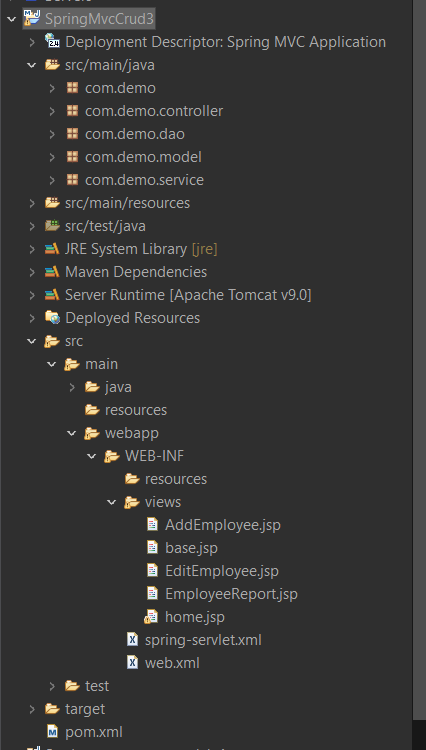 SpringMvcCrud3
Deployment Descriptor: Spring MVC Application
src/main/java
com.demo
com.demo.controller
com.demo.dao
com.demo.model
com.demo.service
src/main/resources
src/test/java
JRE System Library [jre]
Maven Dependencies
Server Runtime [Apache Tomcat v9.0]
Deployed Resources
src
main
java
resources
webapp
WEB-INF
resources
views
AddEmployee.jsp
base.jsp
EditEmployee.jsp
EmployeeReport.jsp
home.jsp
spring-servlet.xml
web.xml
test
target
pom.xml